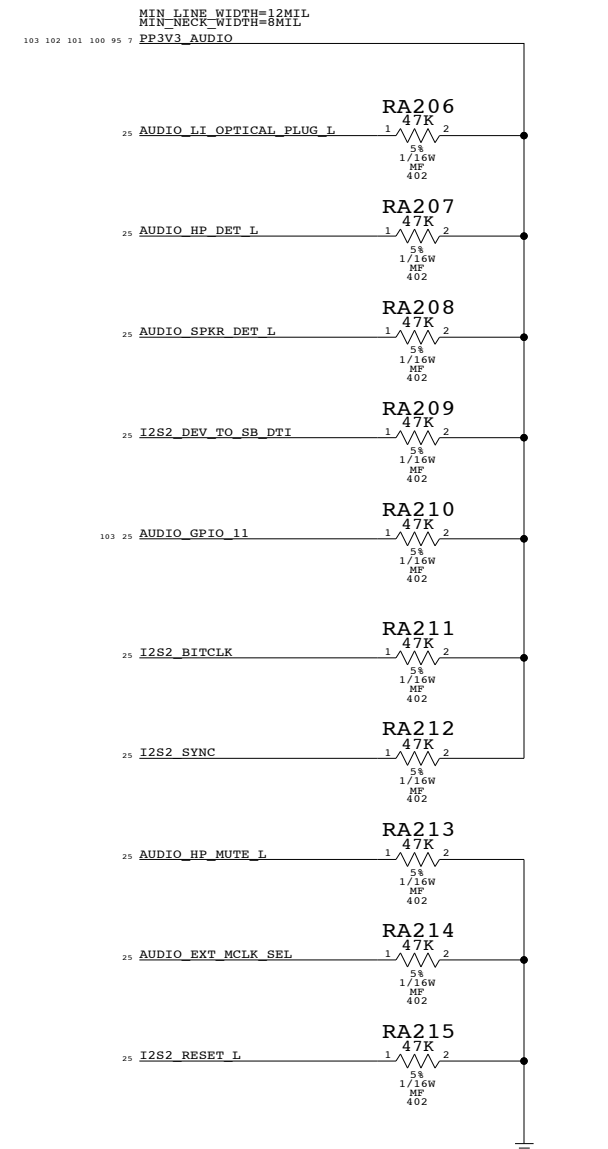 MIN_LINE_WIDTH=12MIL
MIN_NECK_WIDTH=8MIL
103 102 101 100 95 7 PP3V3_AUDIO
RA206
47K
25 AUDIO_LI_OPTICAL_PLUG_L 1 2
5%
1/16W
MF
402
RA207
47K
25 AUDIO_HP_DET_L 1 2
5%
1/16W
MF
402
RA208
47K
25 AUDIO_SPKR_DET_L 1 2
5%
1/16W
MF
402
RA209
47K
25 I2S2_DEV_TO_SB_DTI 1 2
5%
1/16W
MF
402
RA210
47K
103 25 AUDIO_GPIO_11 1 2
5%
1/16W
MF
402
RA211
47K
25 I2S2_BITCLK 1 2
5%
1/16W
MF
402
RA212
47K
25 I2S2_SYNC 1 2
5%
1/16W
MF
402
RA213
47K
25 AUDIO_HP_MUTE_L 1 2
5%
1/16W
MF
402
RA214
47K
25 AUDIO_EXT_MCLK_SEL 1 2
5%
1/16W
MF
402
RA215
47K
25 I2S2_RESET_L 1 2
5%
1/16W
MF
402